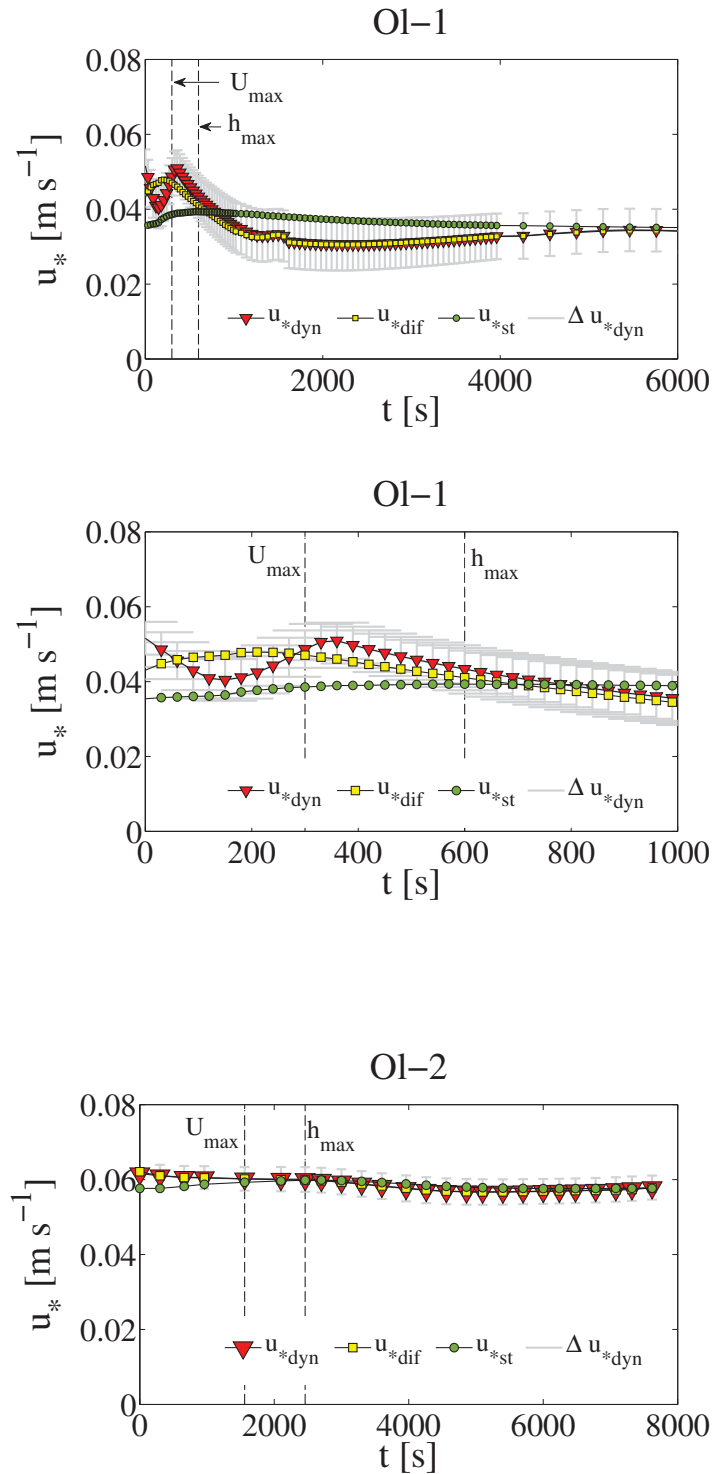 Ol−1
0.08
0.06
0.04
0.02
0
u* [m s−1]
U max
h max
u*dyn u*dif u*st Δ u*dyn
0 2000 4000 6000
t [s]
Ol−1
0.08
0.06
0.04
0.02
0
u* [m s−1]
U max
h max
u*dyn u*dif u*st Δ u*dyn
0 200 400 600 800 1000
t [s]
Ol−2
0.08
0.06
0.04
0.02
0
u* [m s−1]
U max
h max
u*dyn u*dif u*st Δ u*dyn
0 2000 4000 6000 8000
t [s]